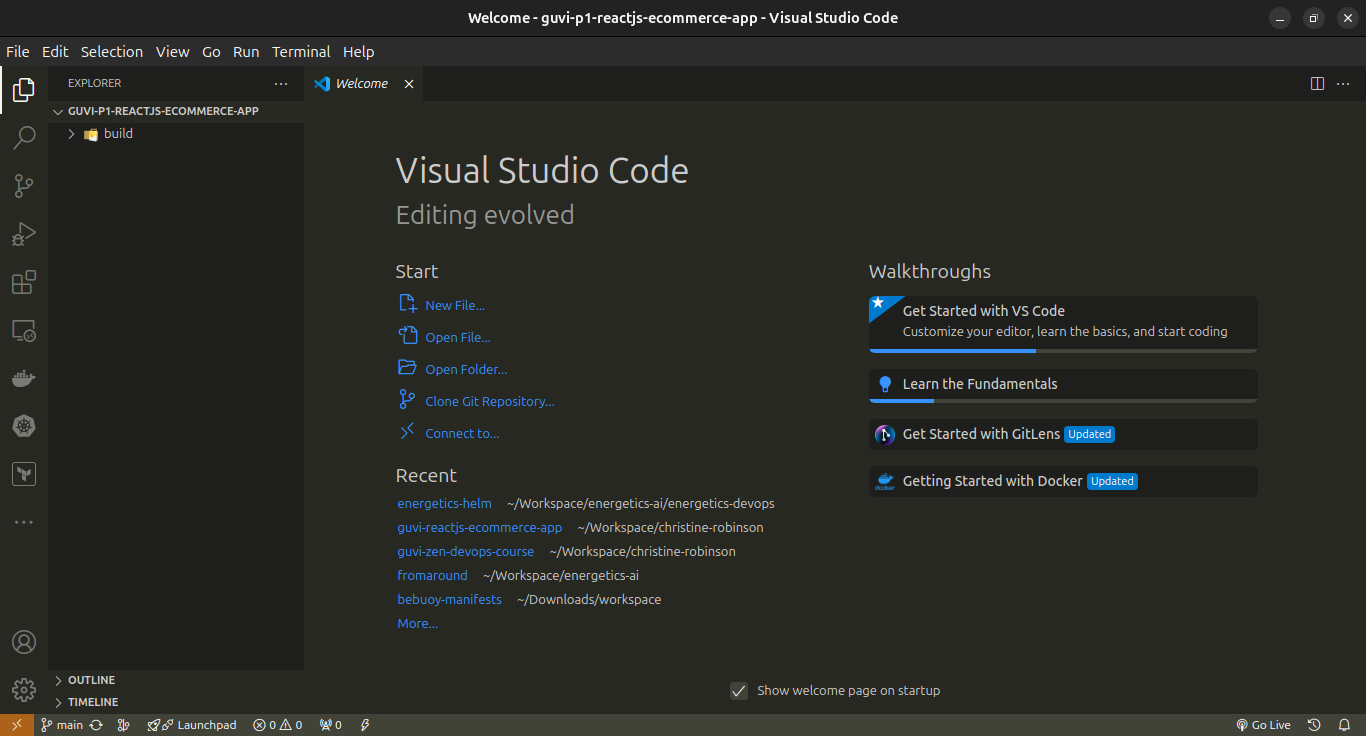 Welcome - guvi-p1-reactjs-ecommerce-app - Visual Studio Code
File Edit Selection View Go Run Terminal Help
EXPLORER
Welcome
GUVI-P1-REACTJS-ECOMMERCE-APP
build
Visual Studio Code
Editing evolved
Start
New File...
Open File...
Open Folder...
Clone Git Repository...
Connect to...
Recent
energetics-helm ~/Workspace/energetics-ai/energetics-devops
guvi-reactjs-ecommerce-app ~/Workspace/christine-robinson
guvi-zen-devops-course ~/Workspace/christine-robinson
fromaround ~/Workspace/energetics-ai
bebuoy-manifests ~/Downloads/workspace
More...
Walkthroughs
Get Started with VS Code
Customize your editor, learn the basics, and start coding
Learn the Fundamentals
Get Started with GitLens Updated
docker
Getting Started with Docker Updated
Show welcome page on startup
OUTLINE
TIMELINE
main Launchpad 0 0 0 Go Live